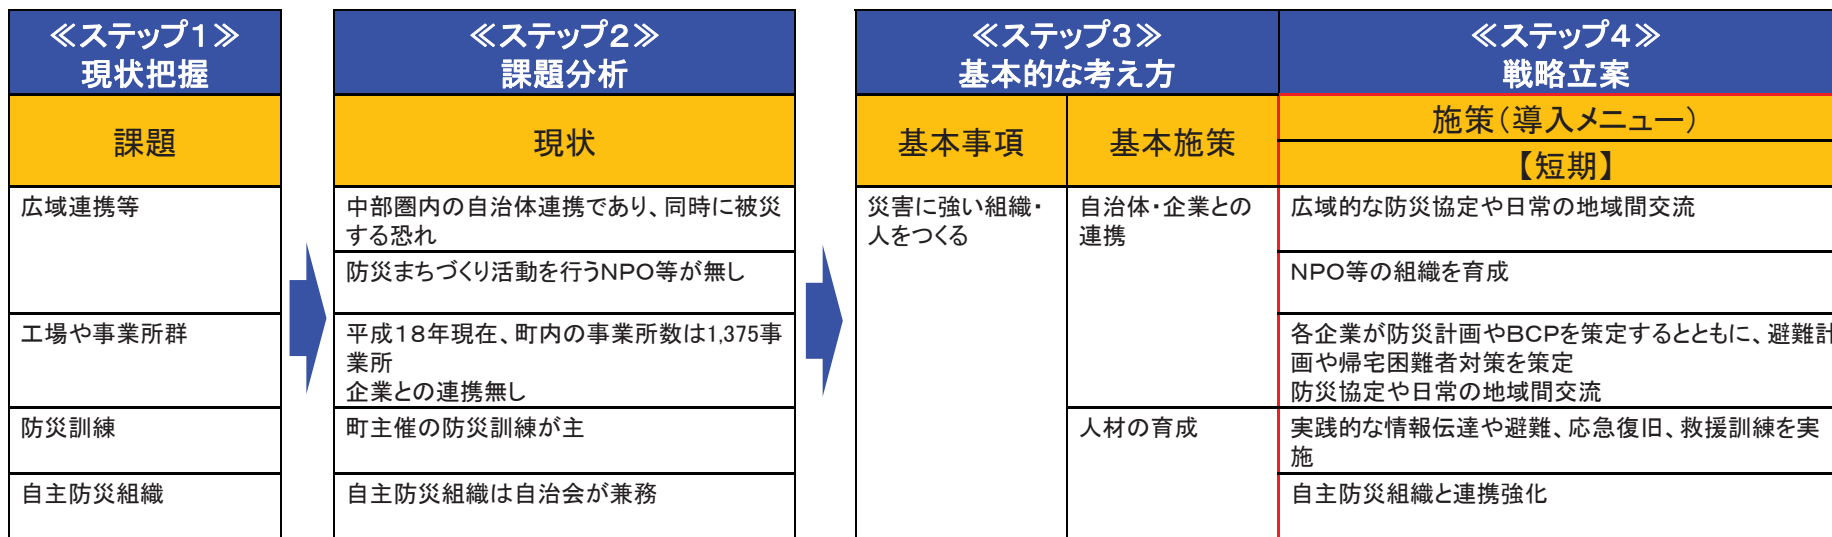 ≪ステップ1≫
現状把握
≪ステップ2≫
課題分析
≪ステップ3≫
基本的な考え方
≪ステップ4≫
戦略立案
課題
現状
基本事項
基本施策
施策(導入メニュー)
【短期】
広域連携等
中部圏内の自治体連携であり、同時に被災
する恐れ
災害に強い組織・
人をつくる
自治体・企業との
連携
広域的な防災協定や日常の地域間交流
防災まちづくり活動を行うNPO等が無し
NPO等の組織を育成
工場や事業所群
平成18年現在、町内の事業所数は1,375事
業所
企業との連携無し
各企業が防災計画やBCPを策定するとともに、避難計
画や帰宅困難者対策を策定
防災協定や日常の地域間交流
防災訓練
町主催の防災訓練が主
人材の育成
実践的な情報伝達や避難、応急復旧、救援訓練を実
施
自主防災組織
自主防災組織は自治会が兼務
自主防災組織と連携強化